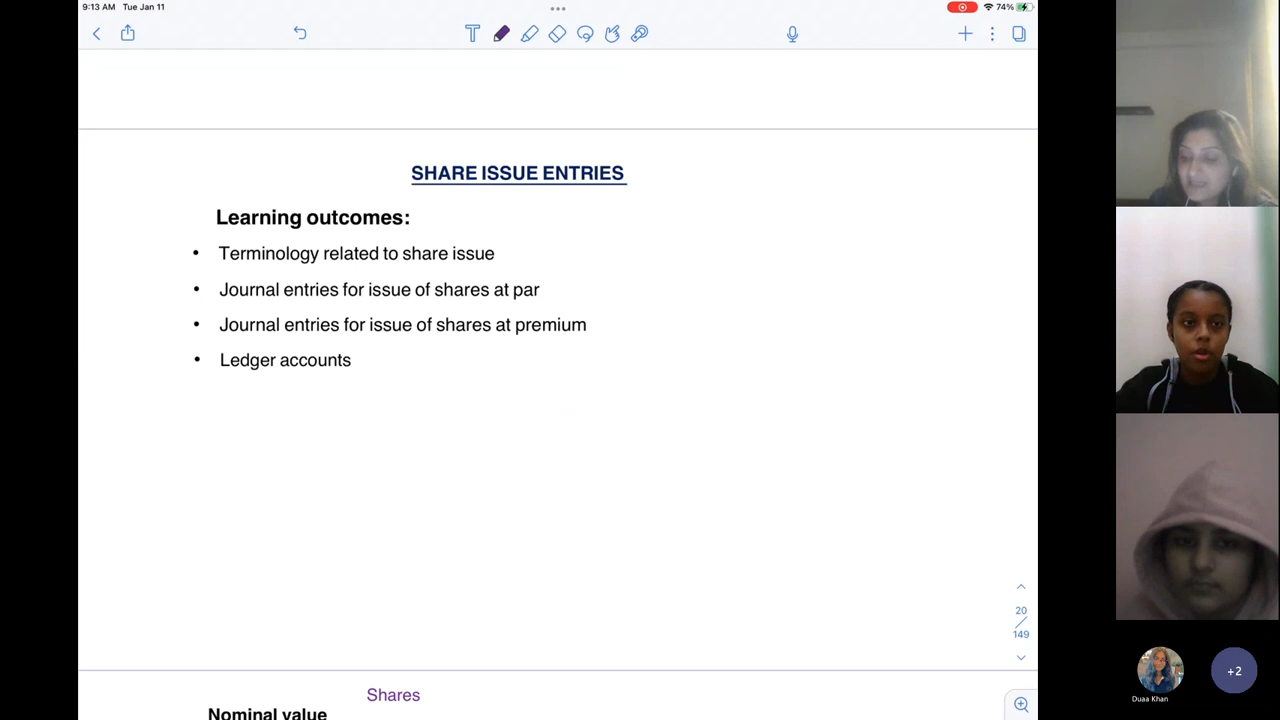 9:13 AM Tue Jan 11
74%
T
SHARE ISSUE ENTRIES
Learning outcomes:
• Terminology related to share issue
• Journal entries for issue of shares at par
• Journal entries for issue of shares at premium
• Ledger accounts
20
/
149
Shares
Nominal value
Duaa Khan
+2